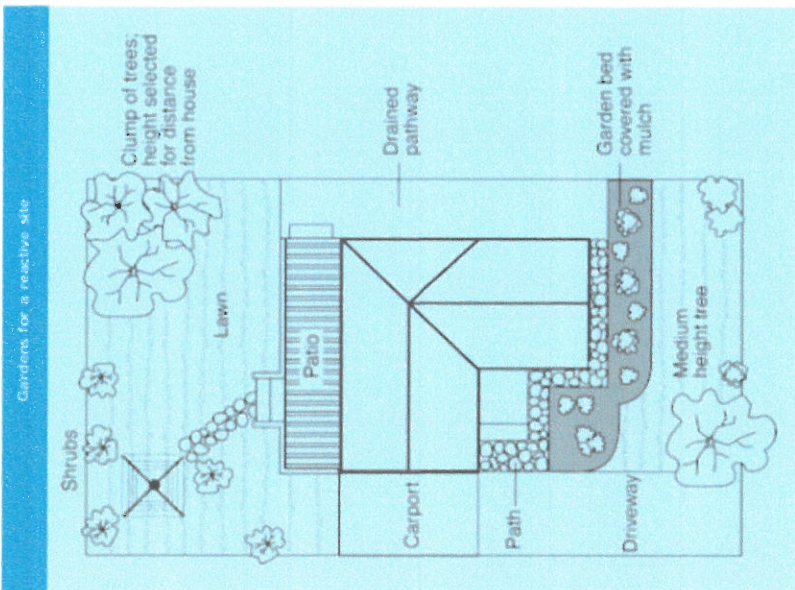 Gardens for a reactive site
Shrubs
Clump of trees;
height selected
for distance
from house
Lawn
Patio
Drained
pathway
Carport
Path
Garden bed
covered with
mulch
Driveway
Medium
height tree